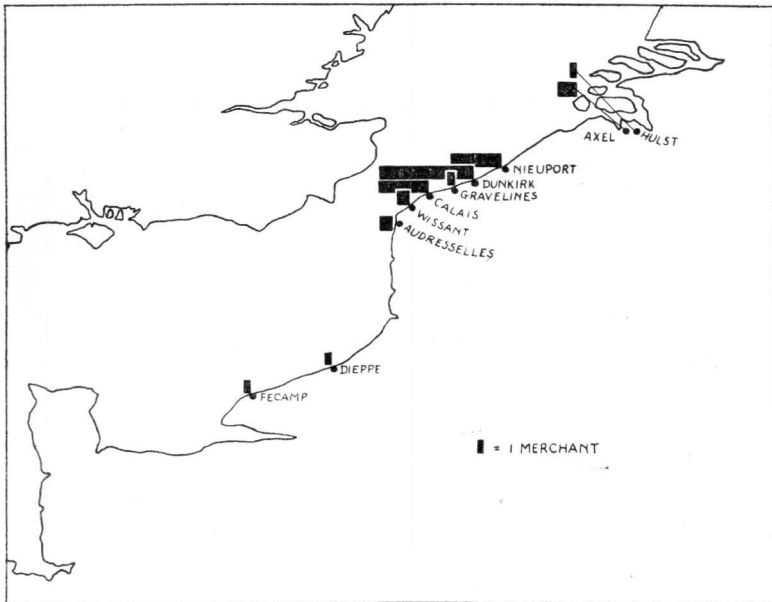 AXEL
HULST
NIEUPORT
DUNKIRK
GRAVELINES
CALAIS
WISSANT
AUDRESSELLES
DIEPPE
FECAMP
= 1 MERCHANT